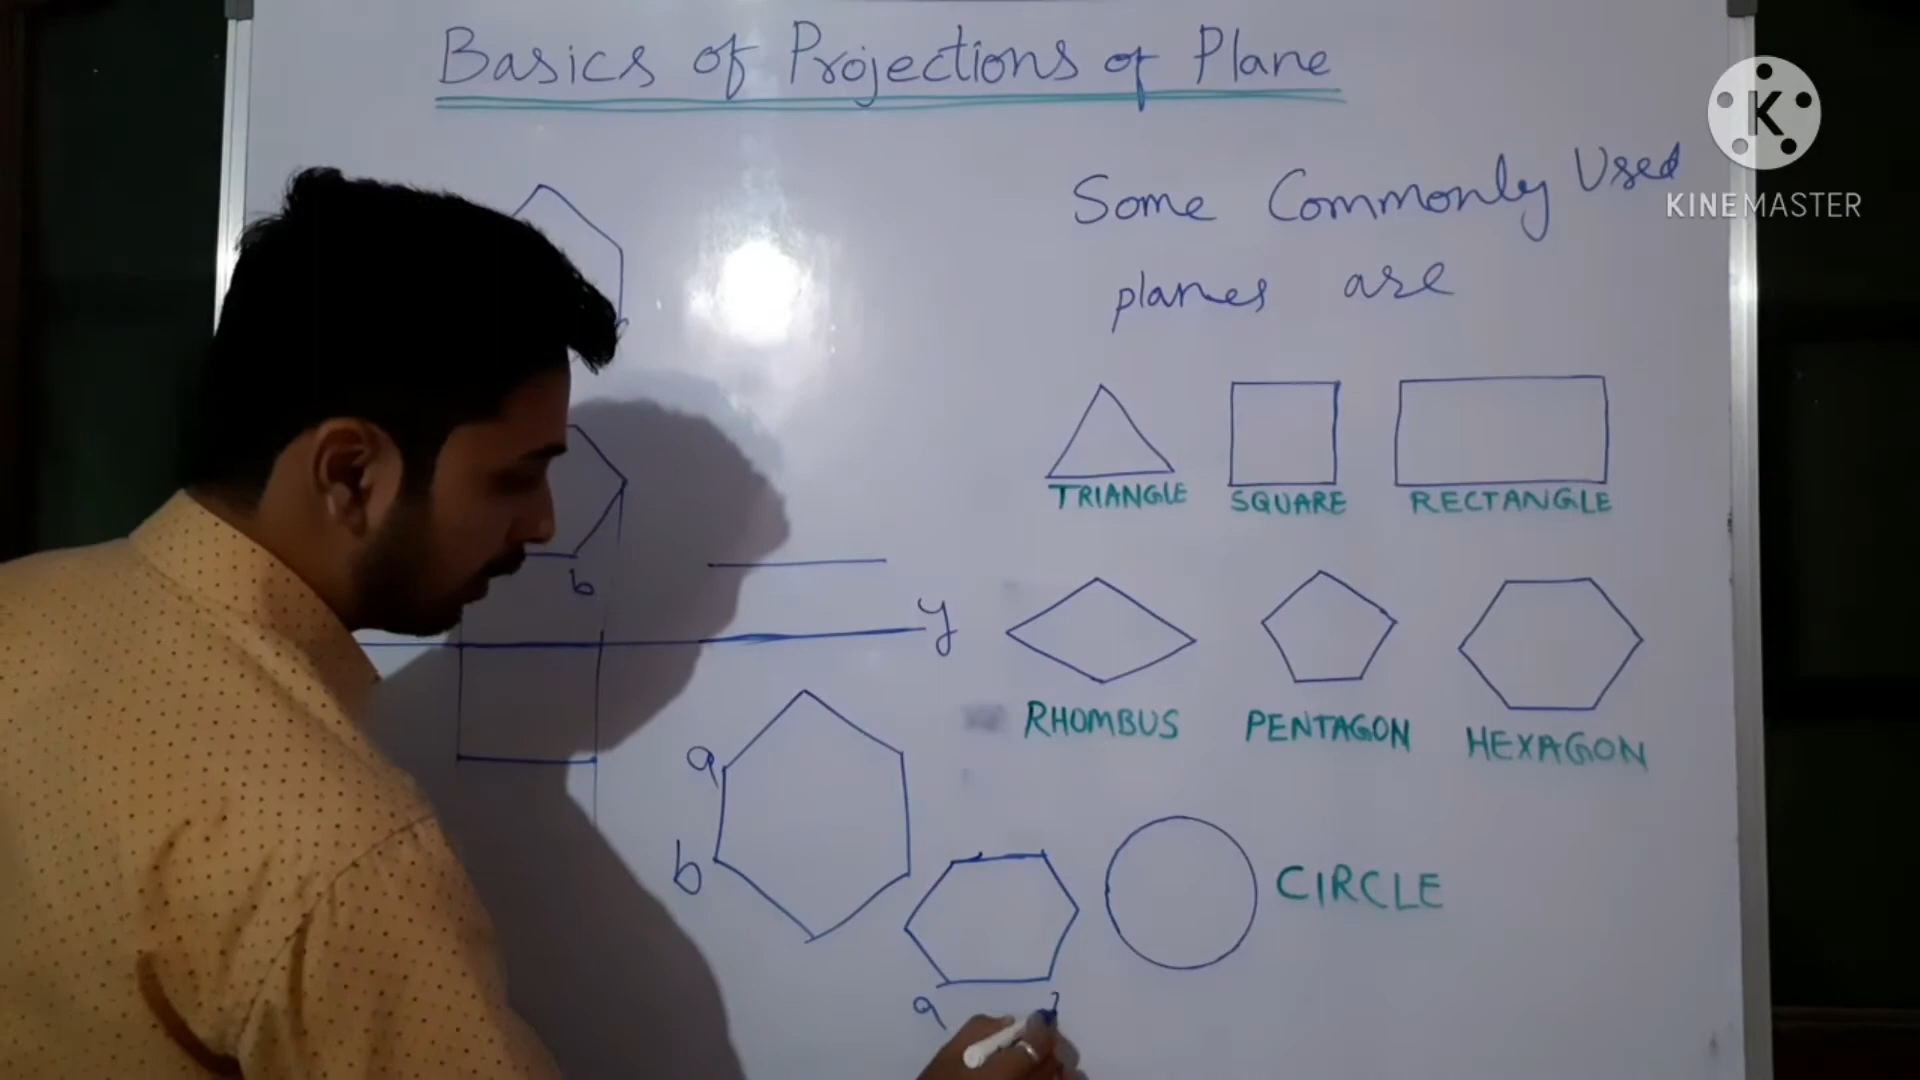 Basics of Projections of Plane
K
KINEMASTER
Some Commonly Used
planes are
TRIANGLE SQUARE RECTANGLE
b
y
RHOMBUS PENTAGON HEXAGON
a
b
CIRCLE
a